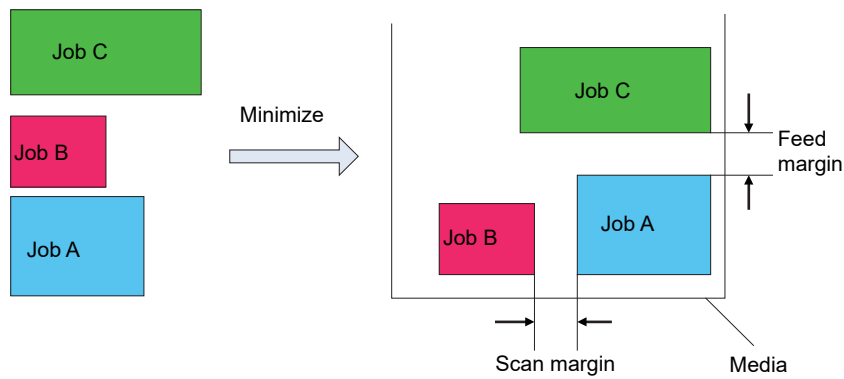 Job C
Job B
Job A
Minimize
Job C
Feed
margin
Job B
Job A
Scan margin
Media